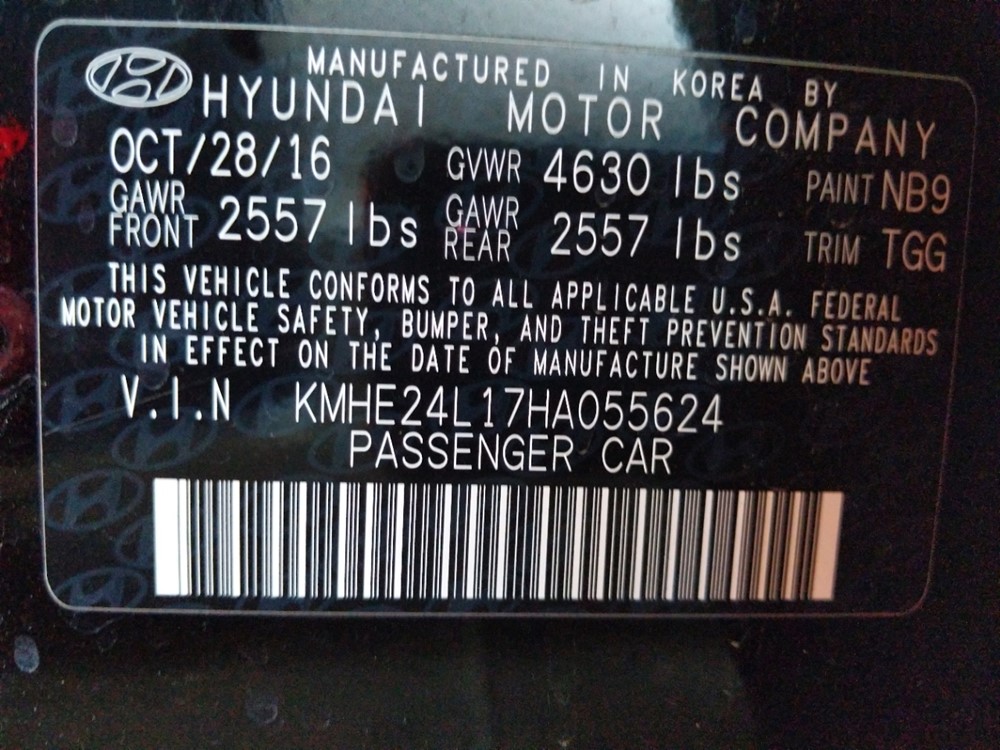 MANUFACTURED IN KOREA BY
HYUNDAI MOTOR COMPANY
OCT/28/16 GVWR 4630 lbs PAINT NB9
GAWR FRONT 2557 lbs GAWR REAR 2557 lbs TRIM TGG
THIS VEHICLE CONFORMS TO ALL APPLICABLE U.S.A. FEDERAL
MOTOR VEHICLE SAFETY, BUMPER, AND THEFT PREVENTION STANDARDS
IN EFFECT ON THE DATE OF MANUFACTURE SHOWN ABOVE
V.I.N KMHE24L17HA055624
PASSENGER CAR